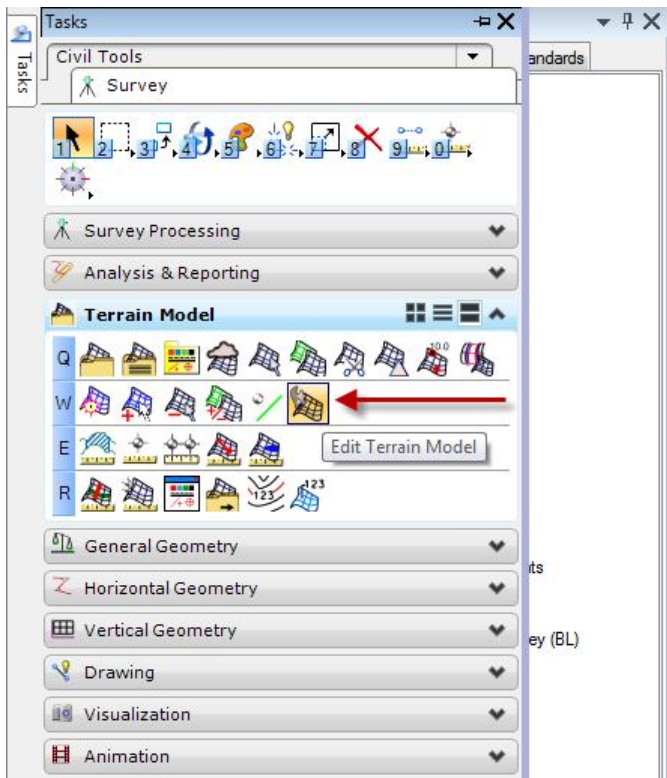 Tasks
Tasks
Civil Tools
andards
Survey
1 2 3 4 5 6 7 8 9 0
Survey Processing
Analysis & Reporting
Terrain Model
Q 10.0
W
E Edit Terrain Model
R 123 123
General Geometry
its
Horizontal Geometry
Vertical Geometry
ey (BL)
Drawing
Visualization
Animation